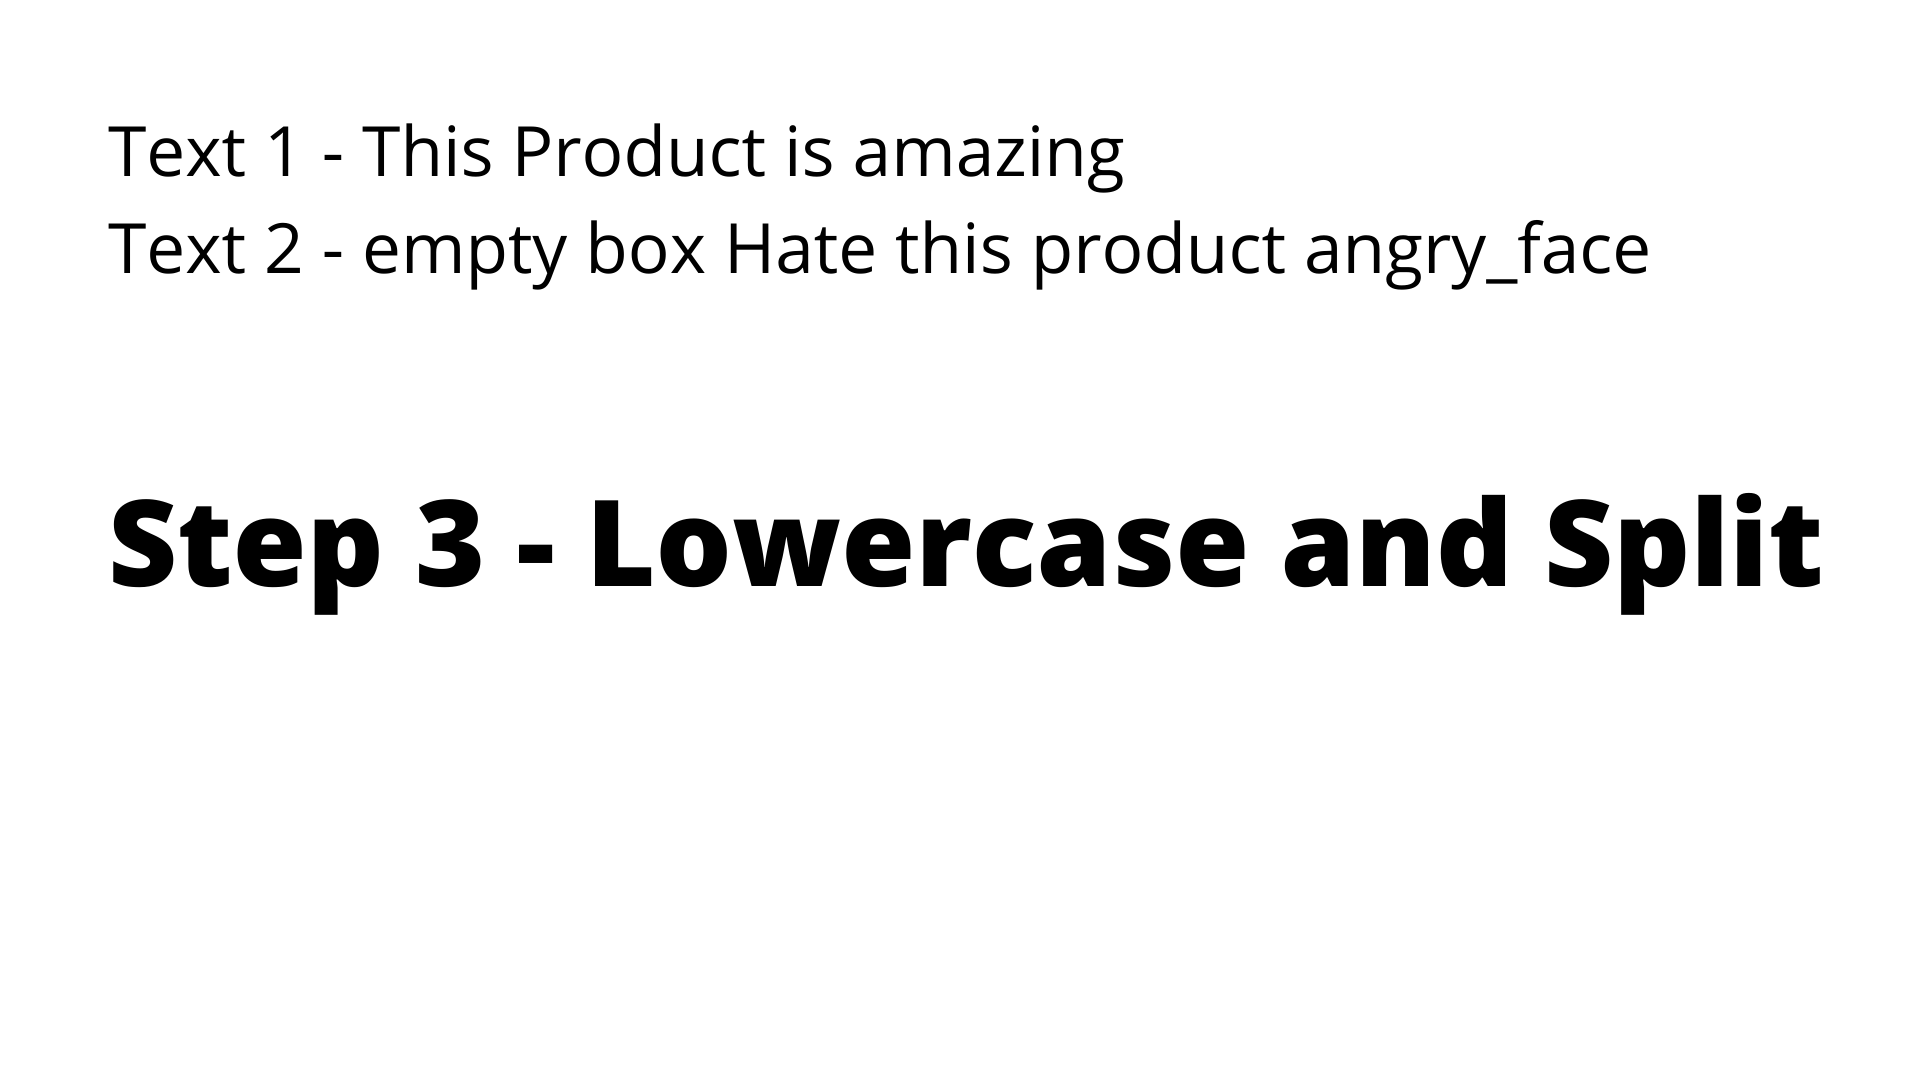 Text 1 - This Product is amazing
Text 2 - empty box Hate this product angry_face
Step 3 - Lowercase and Split